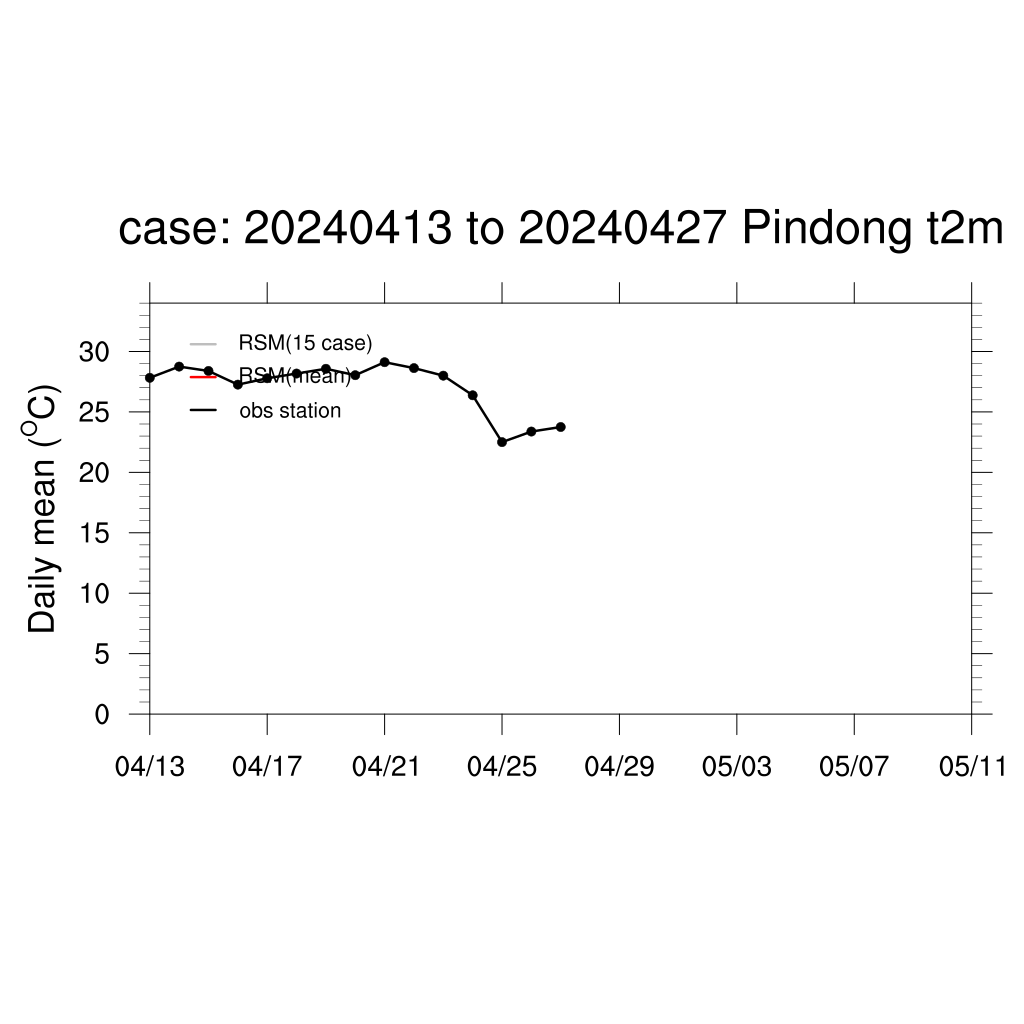 case: 20240413 to 20240427 Pindong t2m
Daily mean (°C)
30
25
20
15
10
5
0
RSM(15 case)
RSM(mean)
obs station
04/13 04/17 04/21 04/25 04/29 05/03 05/07 05/11